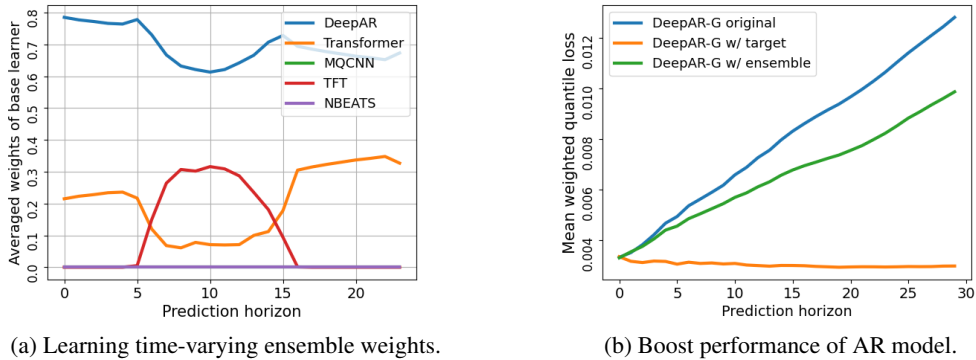 0.8
0.7
0.6
0.5
0.4
0.3
0.2
0.1
0.0
Averaged weights of base learner
DeepAR
Transformer
MQCNN
TFT
NBEATS
0
5
10
15
20
Prediction horizon
(a) Learning time-varying ensemble weights.
0.012
0.010
0.008
0.006
0.004
Mean weighted quantile loss
DeepAR-G original
DeepAR-G w/ target
DeepAR-G w/ ensemble
0
5
10
15
20
25
30
Prediction horizon
(b) Boost performance of AR model.